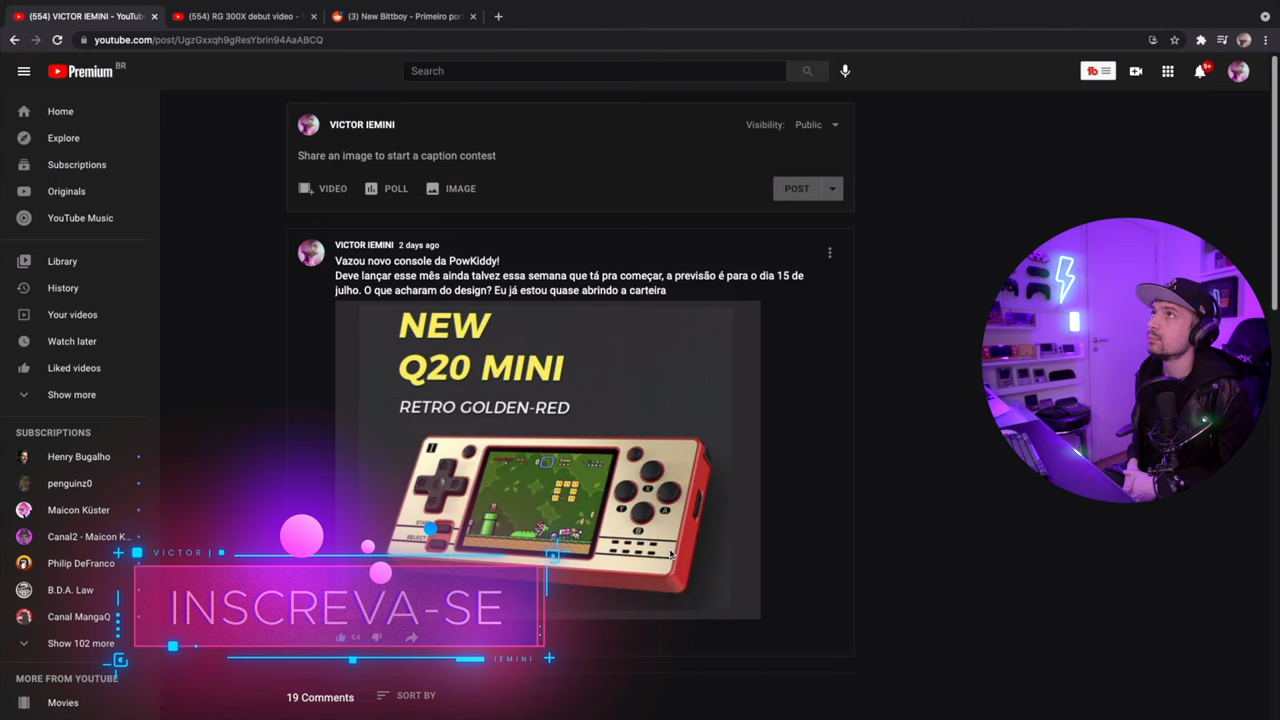 (554) VICTOR IEMINI - YouTube
(554) RG 300X debut video -
(3) New Bittboy - Primeiro por
youtube.com/post/UgzGxxqh9gResYbrin94AaABCQ
Premium BR
Search
9+
Home
Explore
Subscriptions
Originals
YouTube Music
Library
History
Your videos
Watch later
Liked videos
Show more
SUBSCRIPTIONS
Henry Bugalho
penguinz0
Maicon Küster
Canal2 - Maicon K...
Philip DeFranco
B.D.A. Law
Canal MangaQ
Show 102 more
MORE FROM YOUTUBE
Movies
VICTOR IEMINI
Visibility: Public
Share an image to start a caption contest
VIDEO
POLL
IMAGE
POST
VICTOR IEMINI 2 days ago
Vazou novo console da PowKiddy!
Deve lançar esse mês ainda talvez essa semana que tá pra começar, a previsão é para o dia 15 de
julho. O que acharam do design? Eu já estou quase abrindo a carteira
NEW
Q20 MINI
RETRO GOLDEN-RED
START
SELECT
X
Y
A
B
VICTOR
INSCREVA-SE
IEMINI
64
19 Comments
SORT BY